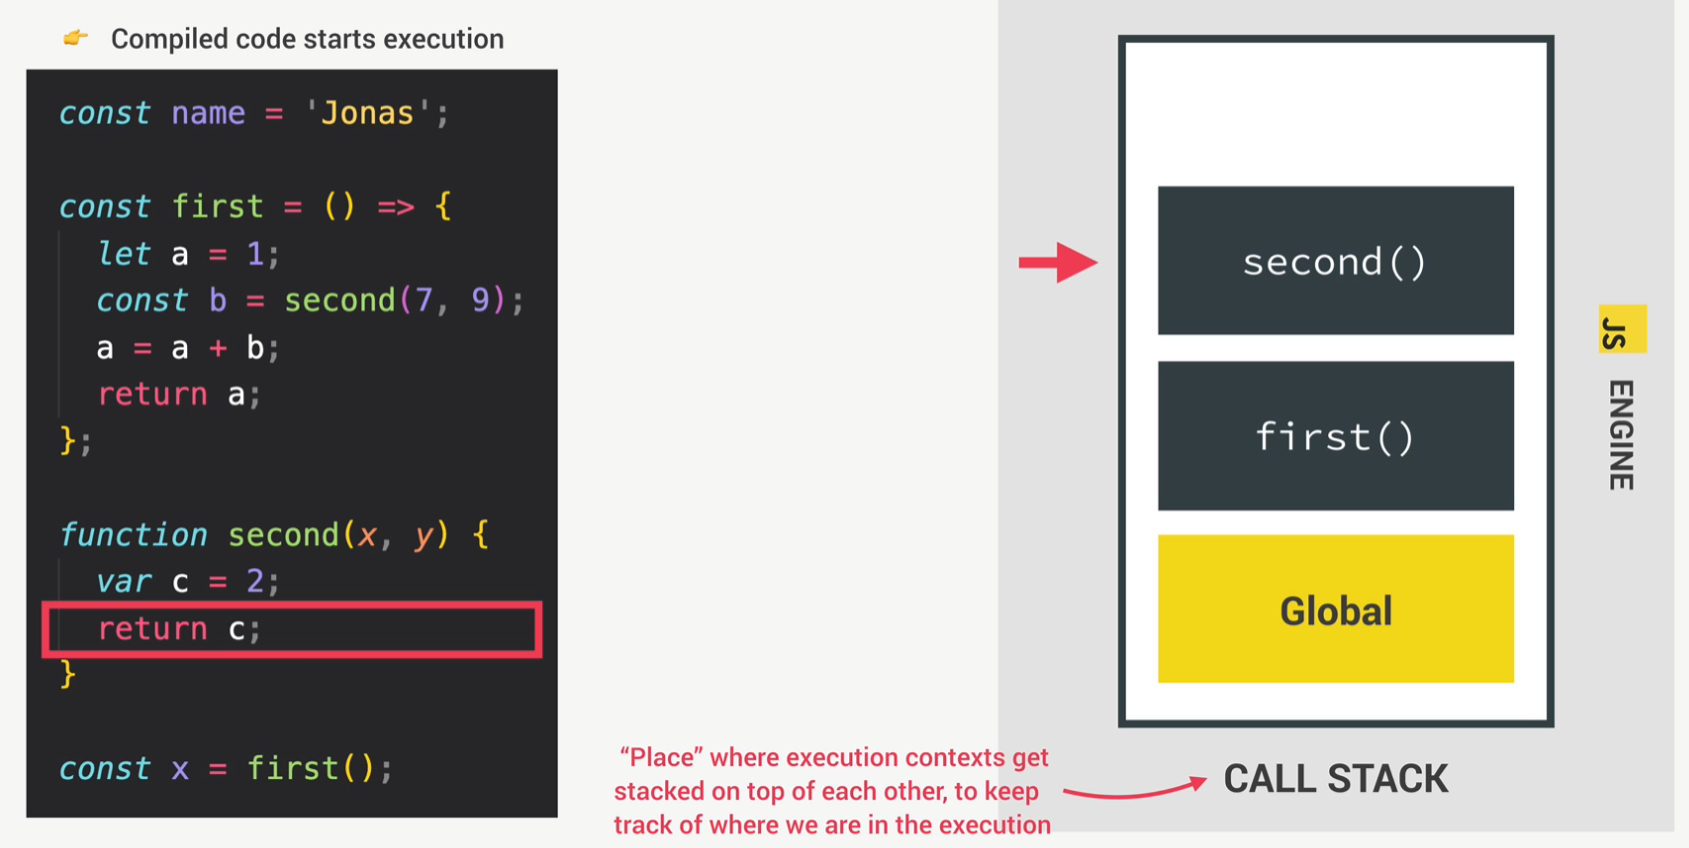 👉 Compiled code starts execution
const name = 'Jonas';
const first = () => {
let a = 1;
const b = second(7, 9);
a = a + b;
return a;
};
function second(x, y) {
var c = 2;
return c;
}
const x = first();
second()
first()
Global
CALL STACK
“Place” where execution contexts get
stacked on top of each other, to keep
track of where we are in the execution
JS
ENGINE